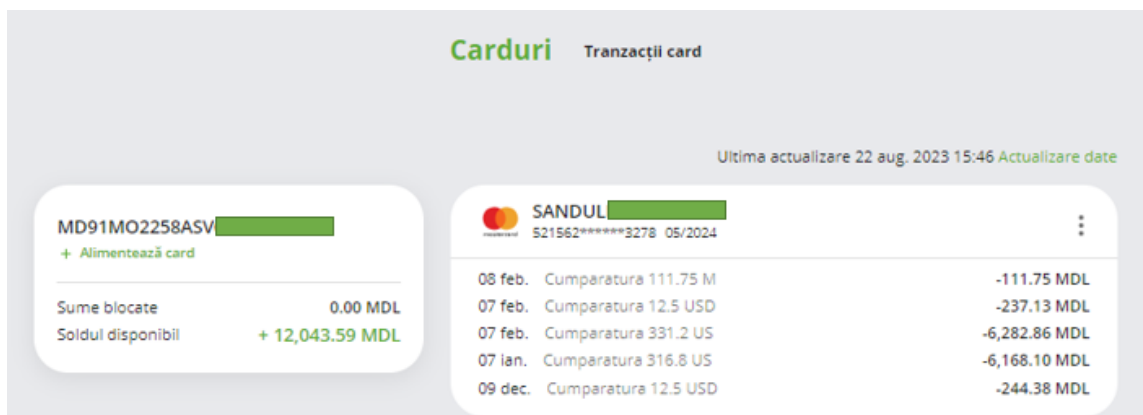 Carduri Tranzacții card
Ultima actualizare 22 aug. 2023 15:46 Actualizare date
MD91MO2258ASV
+ Alimentează card
Sume blocate 0.00 MDL
Soldul disponibil + 12,043.59 MDL
SANDUL
mastercard 521562******3278 05/2024
08 feb. Cumparatura 111.75 M -111.75 MDL
07 feb. Cumparatura 12.5 USD -237.13 MDL
07 feb. Cumparatura 331.2 US -6,282.86 MDL
07 ian. Cumparatura 316.8 US -6,168.10 MDL
09 dec. Cumparatura 12.5 USD -244.38 MDL